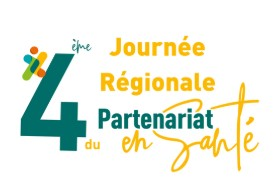 4ème Journée
Régionale
du Partenariat
en Santé